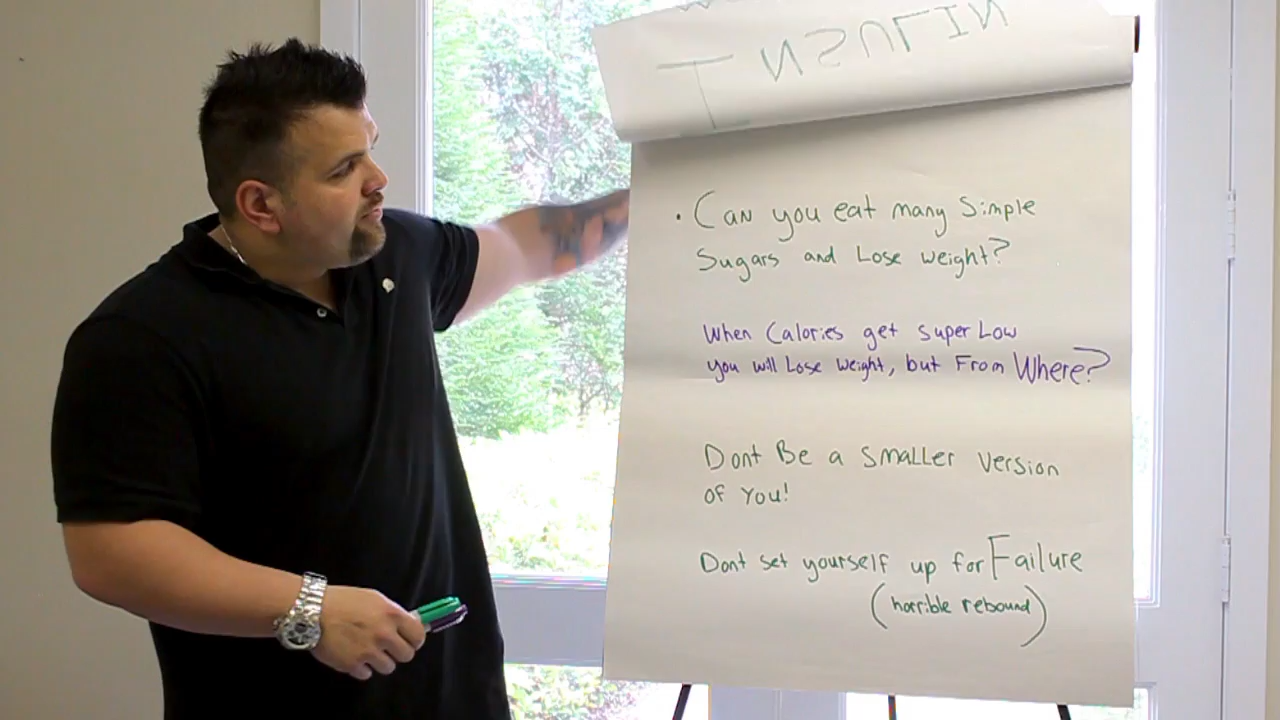 INSULIN
• Can you eat many Simple
Sugars and Lose weight?
When Calories get super Low
you will Lose weight, but From Where?
Dont Be a smaller version
of you!
Dont set yourself up for Failure
(horrible rebound)